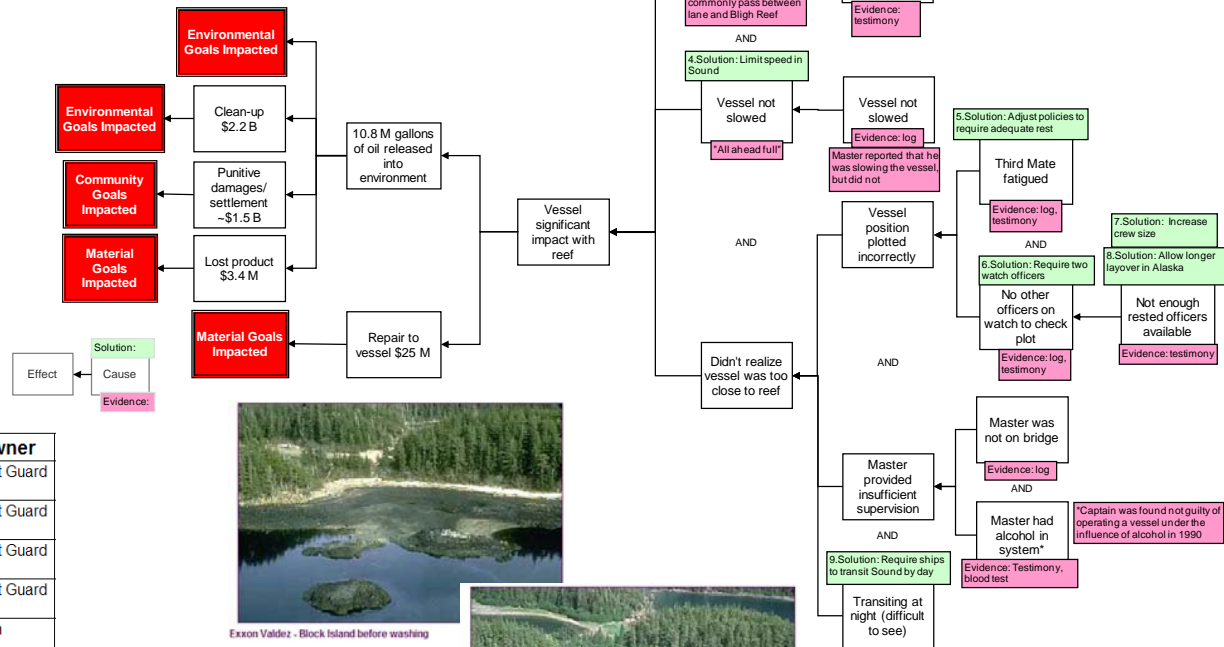 commonly pass between
lane and Bligh Reef
Evidence:
testimony
Environmental
Goals Impacted
AND
4.Solution: Limit speed in
Sound
Vessel not
slowed
"All ahead full"
Vessel not
slowed
Evidence: log
Master reported that he
was slowing the vessel,
but did not
Environmental
Goals Impacted
Clean-up
$2.2 B
10.8 M gallons
of oil released
into
environment
Community
Goals
Impacted
Punitive
damages/
settlement
~$1.5 B
Material
Goals
Impacted
Lost product
$3.4 M
Material Goals
Impacted
Repair to
vessel $25 M
Vessel
significant
impact with
reef
5.Solution: Adjust policies to
require adequate rest
Third Mate
fatigued
Evidence: log,
testimony
AND
Vessel
position
plotted
incorrectly
AND
7.Solution: Increase
crew size
8.Solution: Allow longer
layover in Alaska
6.Solution: Require two
watch officers
No other
officers on
watch to check
plot
Evidence: log,
testimony
Not enough
rested officers
available
Evidence: testimony
Didn't realize
vessel was too
close to reef
AND
Solution:
Effect
Cause
Evidence:
Master was
not on bridge
Evidence: log
AND
Master
provided
insufficient
supervision
Master had
alcohol in
system*
Evidence: Testimony,
blood test
*Captain was found not guilty of
operating a vessel under the
influence of alcohol in 1990
AND
9.Solution: Require ships
to transit Sound by day
Transiting at
night (difficult
to see)
wner
t Guard
t Guard
t Guard
t Guard
Exxon Valdez - Block Island before washing